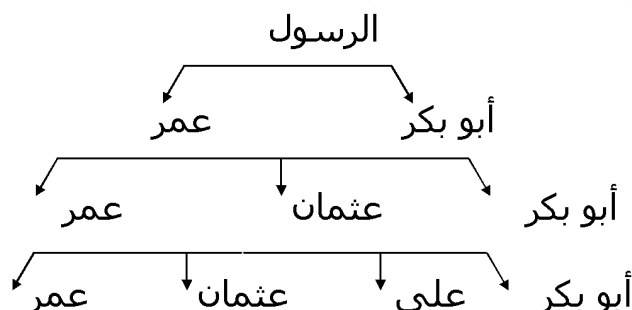 الرسول
أبو بكر عمر
أبو بكر عثمان عمر
أبو بكر على عثمان عمر